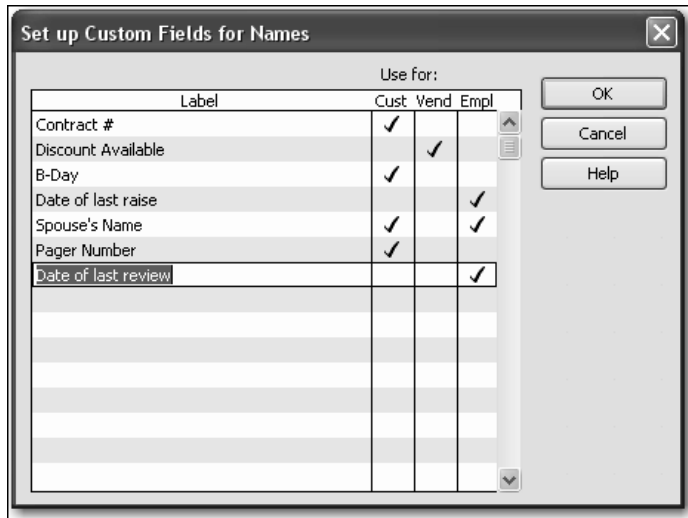 Set up Custom Fields for Names
Use for:
Label Cust Vend Empl
Contract #
Discount Available
B-Day
Date of last raise
Spouse's Name
Pager Number
Date of last review
OK
Cancel
Help